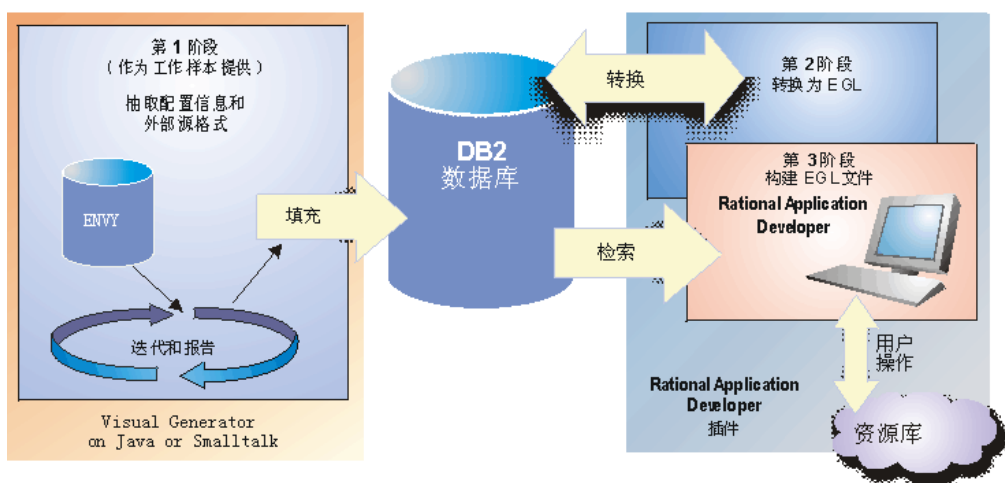 第 1 阶段
（作为工作样本提供）
抽取配置信息和
外部源格式
ENVY
填充
迭代和报告
Visual Generator
on Java or Smalltalk
DB2
数据库
转换
检索
第 2 阶段
转换为 EGL
第 3 阶段
构建 EGL 文件
Rational Application
Developer
用户
操作
Rational Application
Developer
插件
资源库